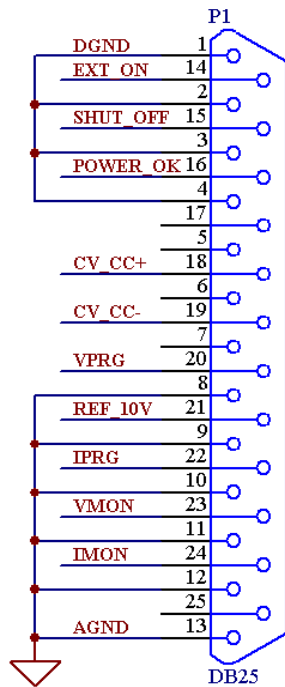 P1
DGND 1
EXT_ON 14
2
SHUT_OFF 15
3
POWER_OK 16
4
17
5
CV_CC+ 18
6
CV_CC- 19
7
VPRG 20
8
REF_10V 21
9
IPRG 22
10
VMON 23
11
IMON 24
12
25
AGND 13
DB25